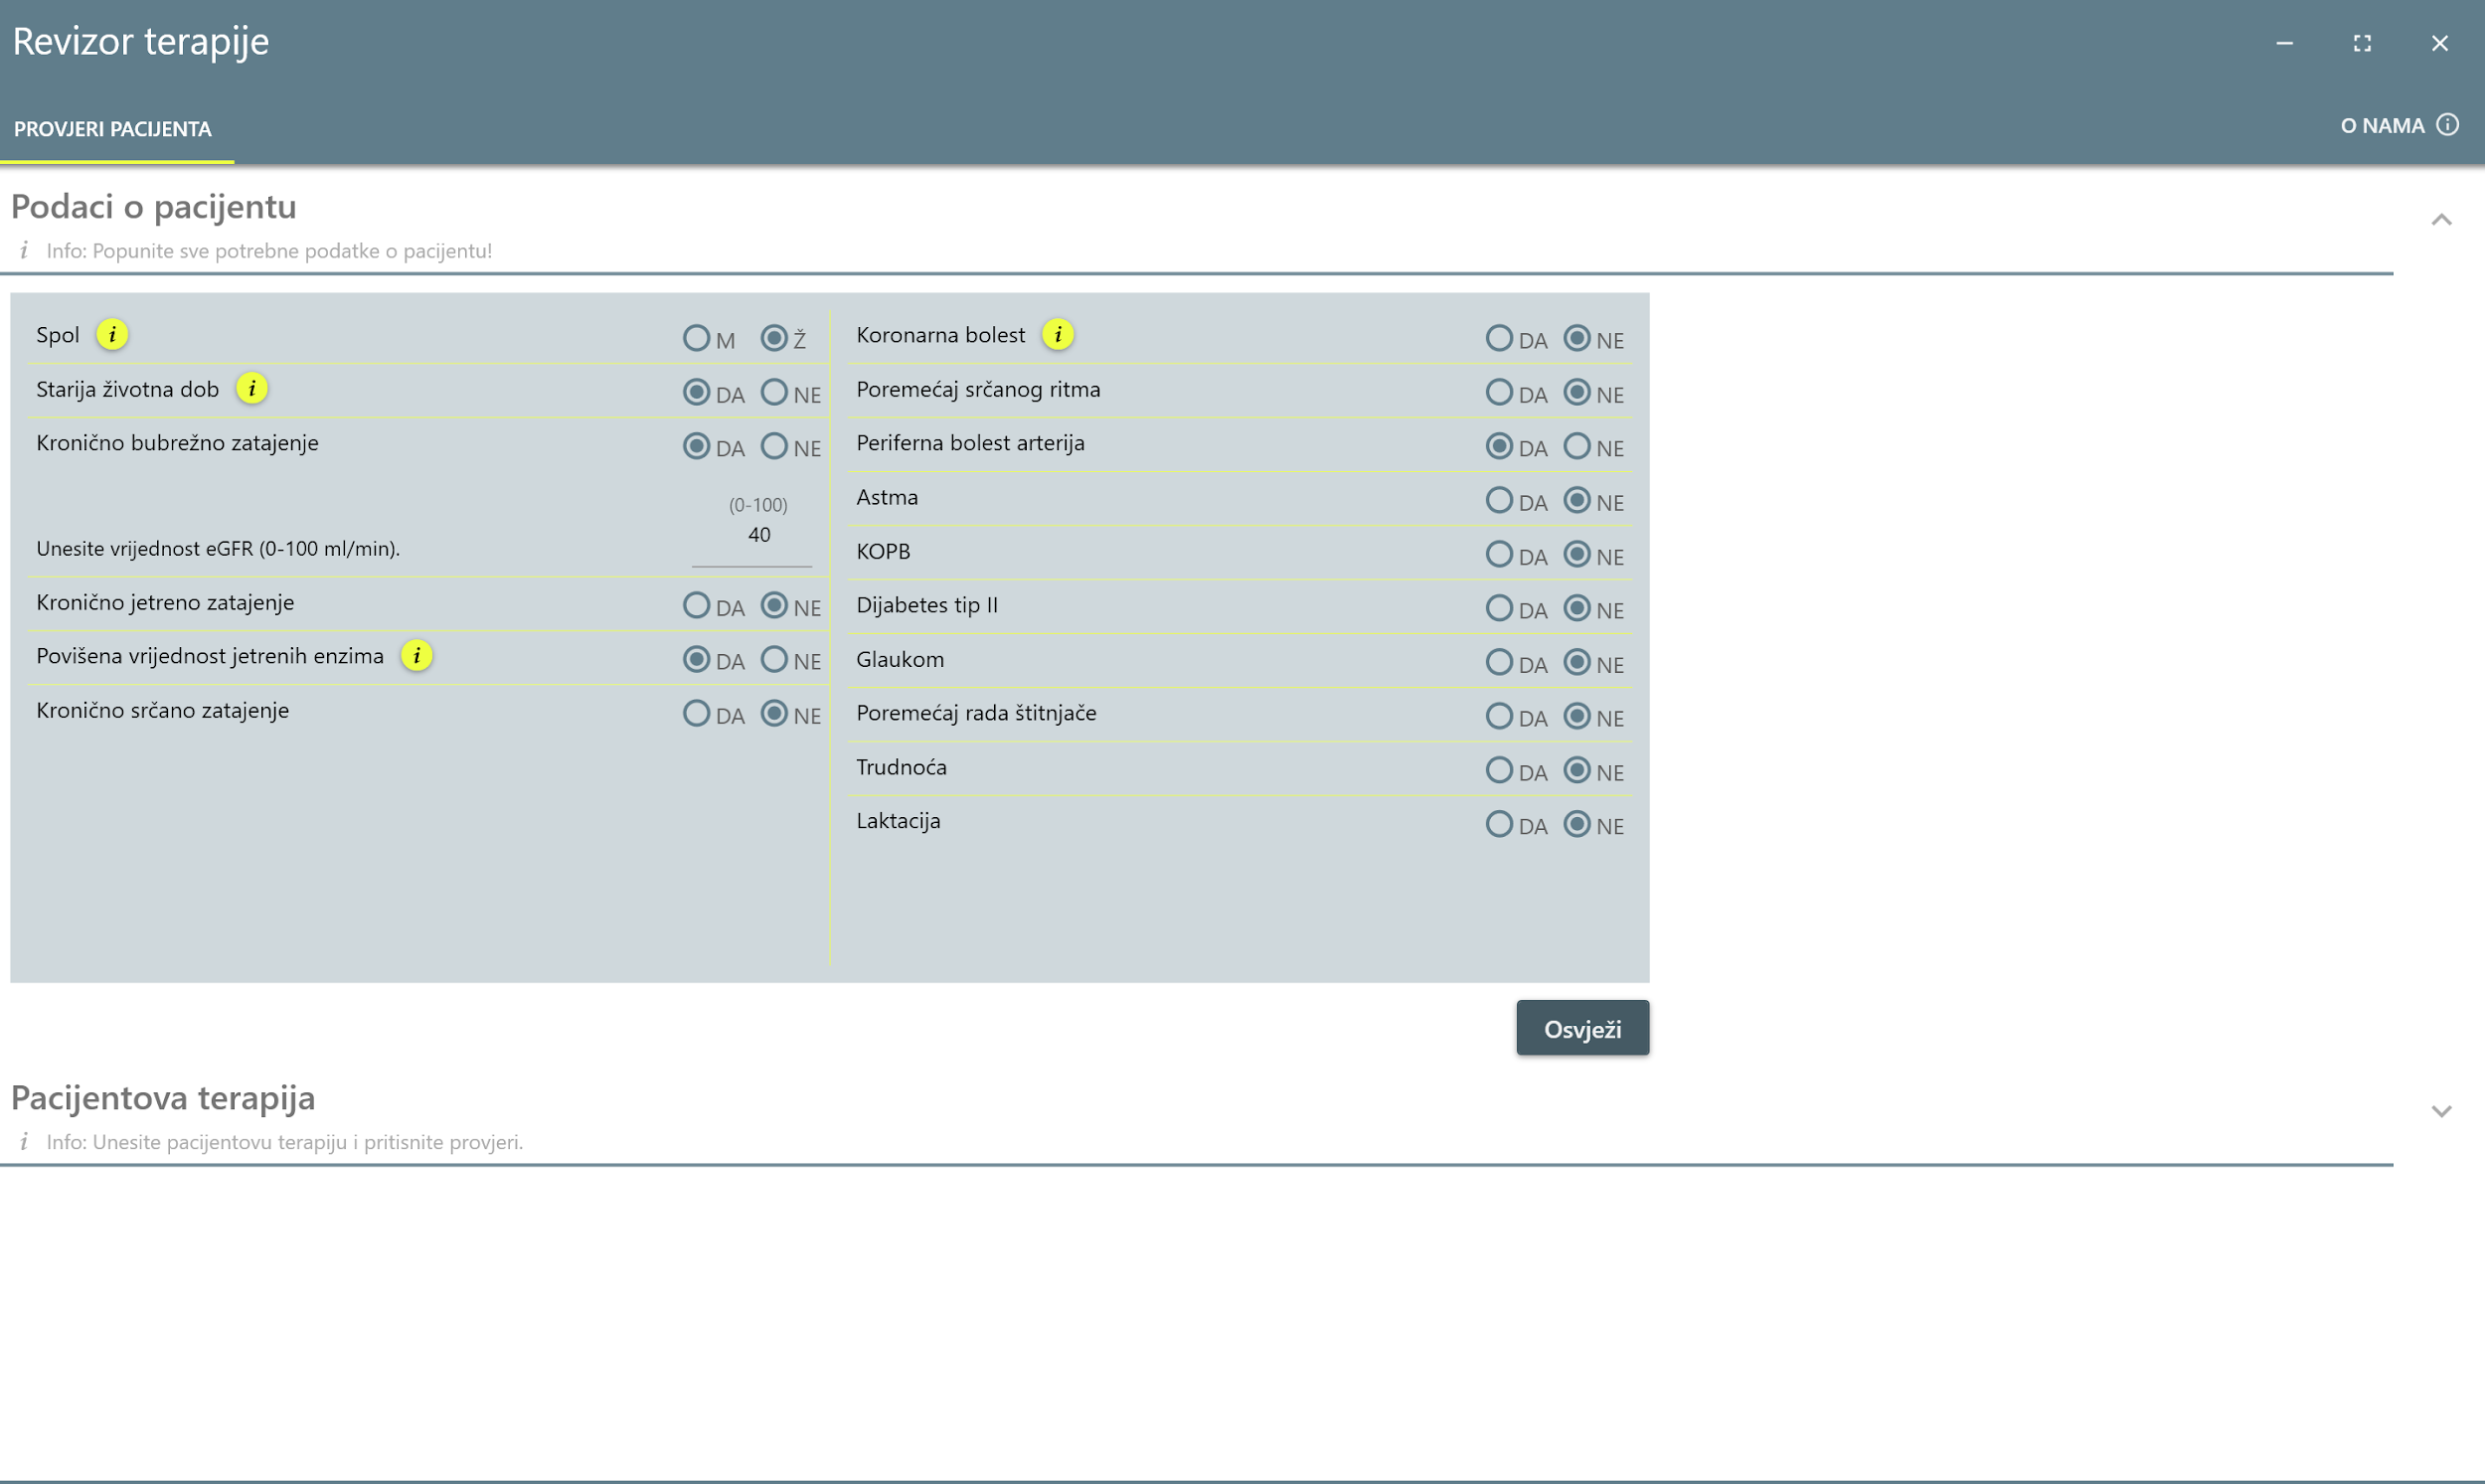 Revizor terapije
PROVJERI PACIJENTA
O NAMA
Podaci o pacijentu
i Info: Popunite sve potrebne podatke o pacijentu!
Spol i M Ž
Starija životna dob i DA NE
Kronično bubrežno zatajenje DA NE
(0-100)
Unesite vrijednost eGFR (0-100 ml/min). 40
Kronično jetreno zatajenje DA NE
Povišena vrijednost jetrenih enzima i DA NE
Kronično srčano zatajenje DA NE
Koronarna bolest i DA NE
Poremećaj srčanog ritma DA NE
Periferna bolest arterija DA NE
Astma DA NE
KOPB DA NE
Dijabetes tip II DA NE
Glaukom DA NE
Poremećaj rada štitnjače DA NE
Trudnoća DA NE
Laktacija DA NE
Osvježi
Pacijentova terapija
i Info: Unesite pacijentovu terapiju i pritisnite provjeri.